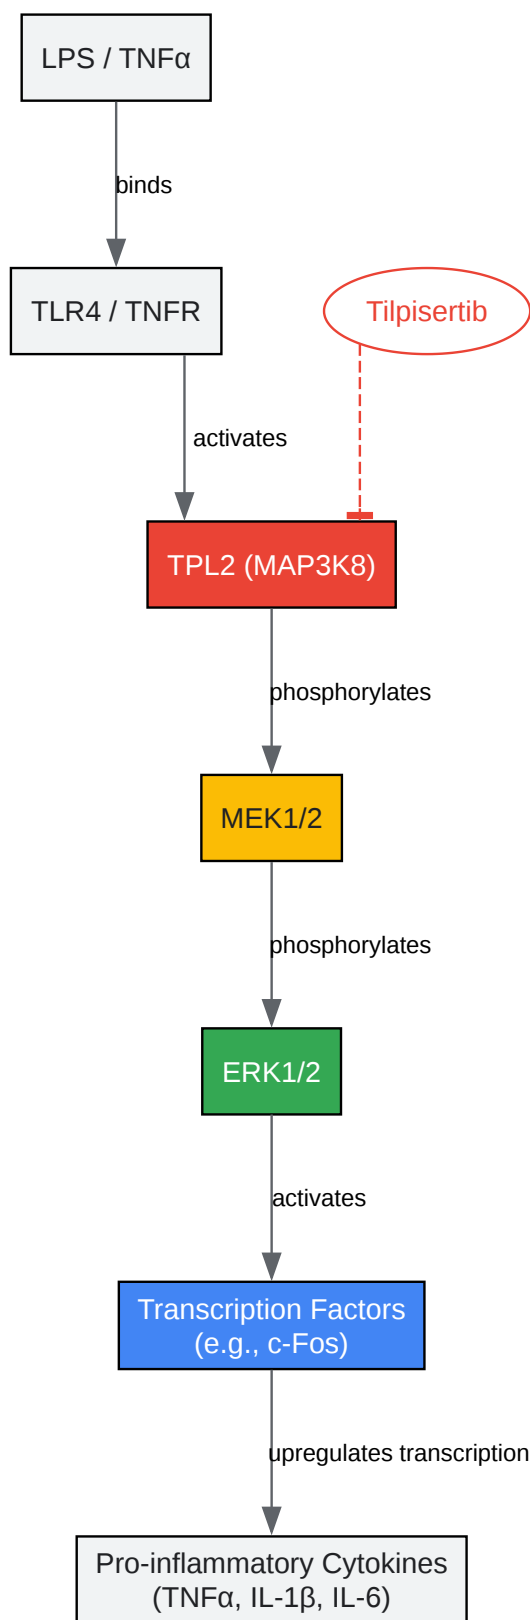 LPS / TNFα
binds
TLR4 / TNFR
Tilpisertib
activates
TPL2 (MAP3K8)
phosphorylates
MEK1/2
phosphorylates
ERK1/2
activates
Transcription Factors
(e.g., c-Fos)
upregulates transcription
Pro-inflammatory Cytokines
(TNFα, IL-1β, IL-6)